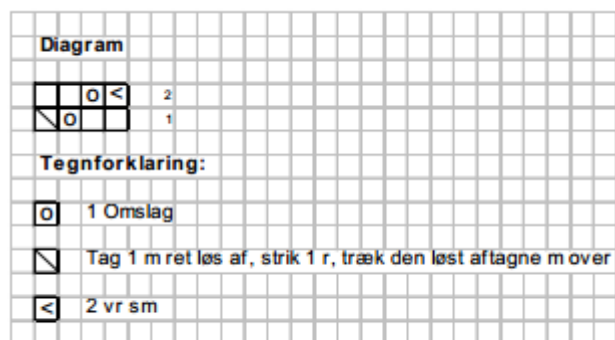 Diagram
O < 2
\ O 1
Tegnforklaring:
O 1 Omslag
\ Tag 1 m ret løs af, strik 1 r, træk den løst aftagne m over
< 2 vr sm